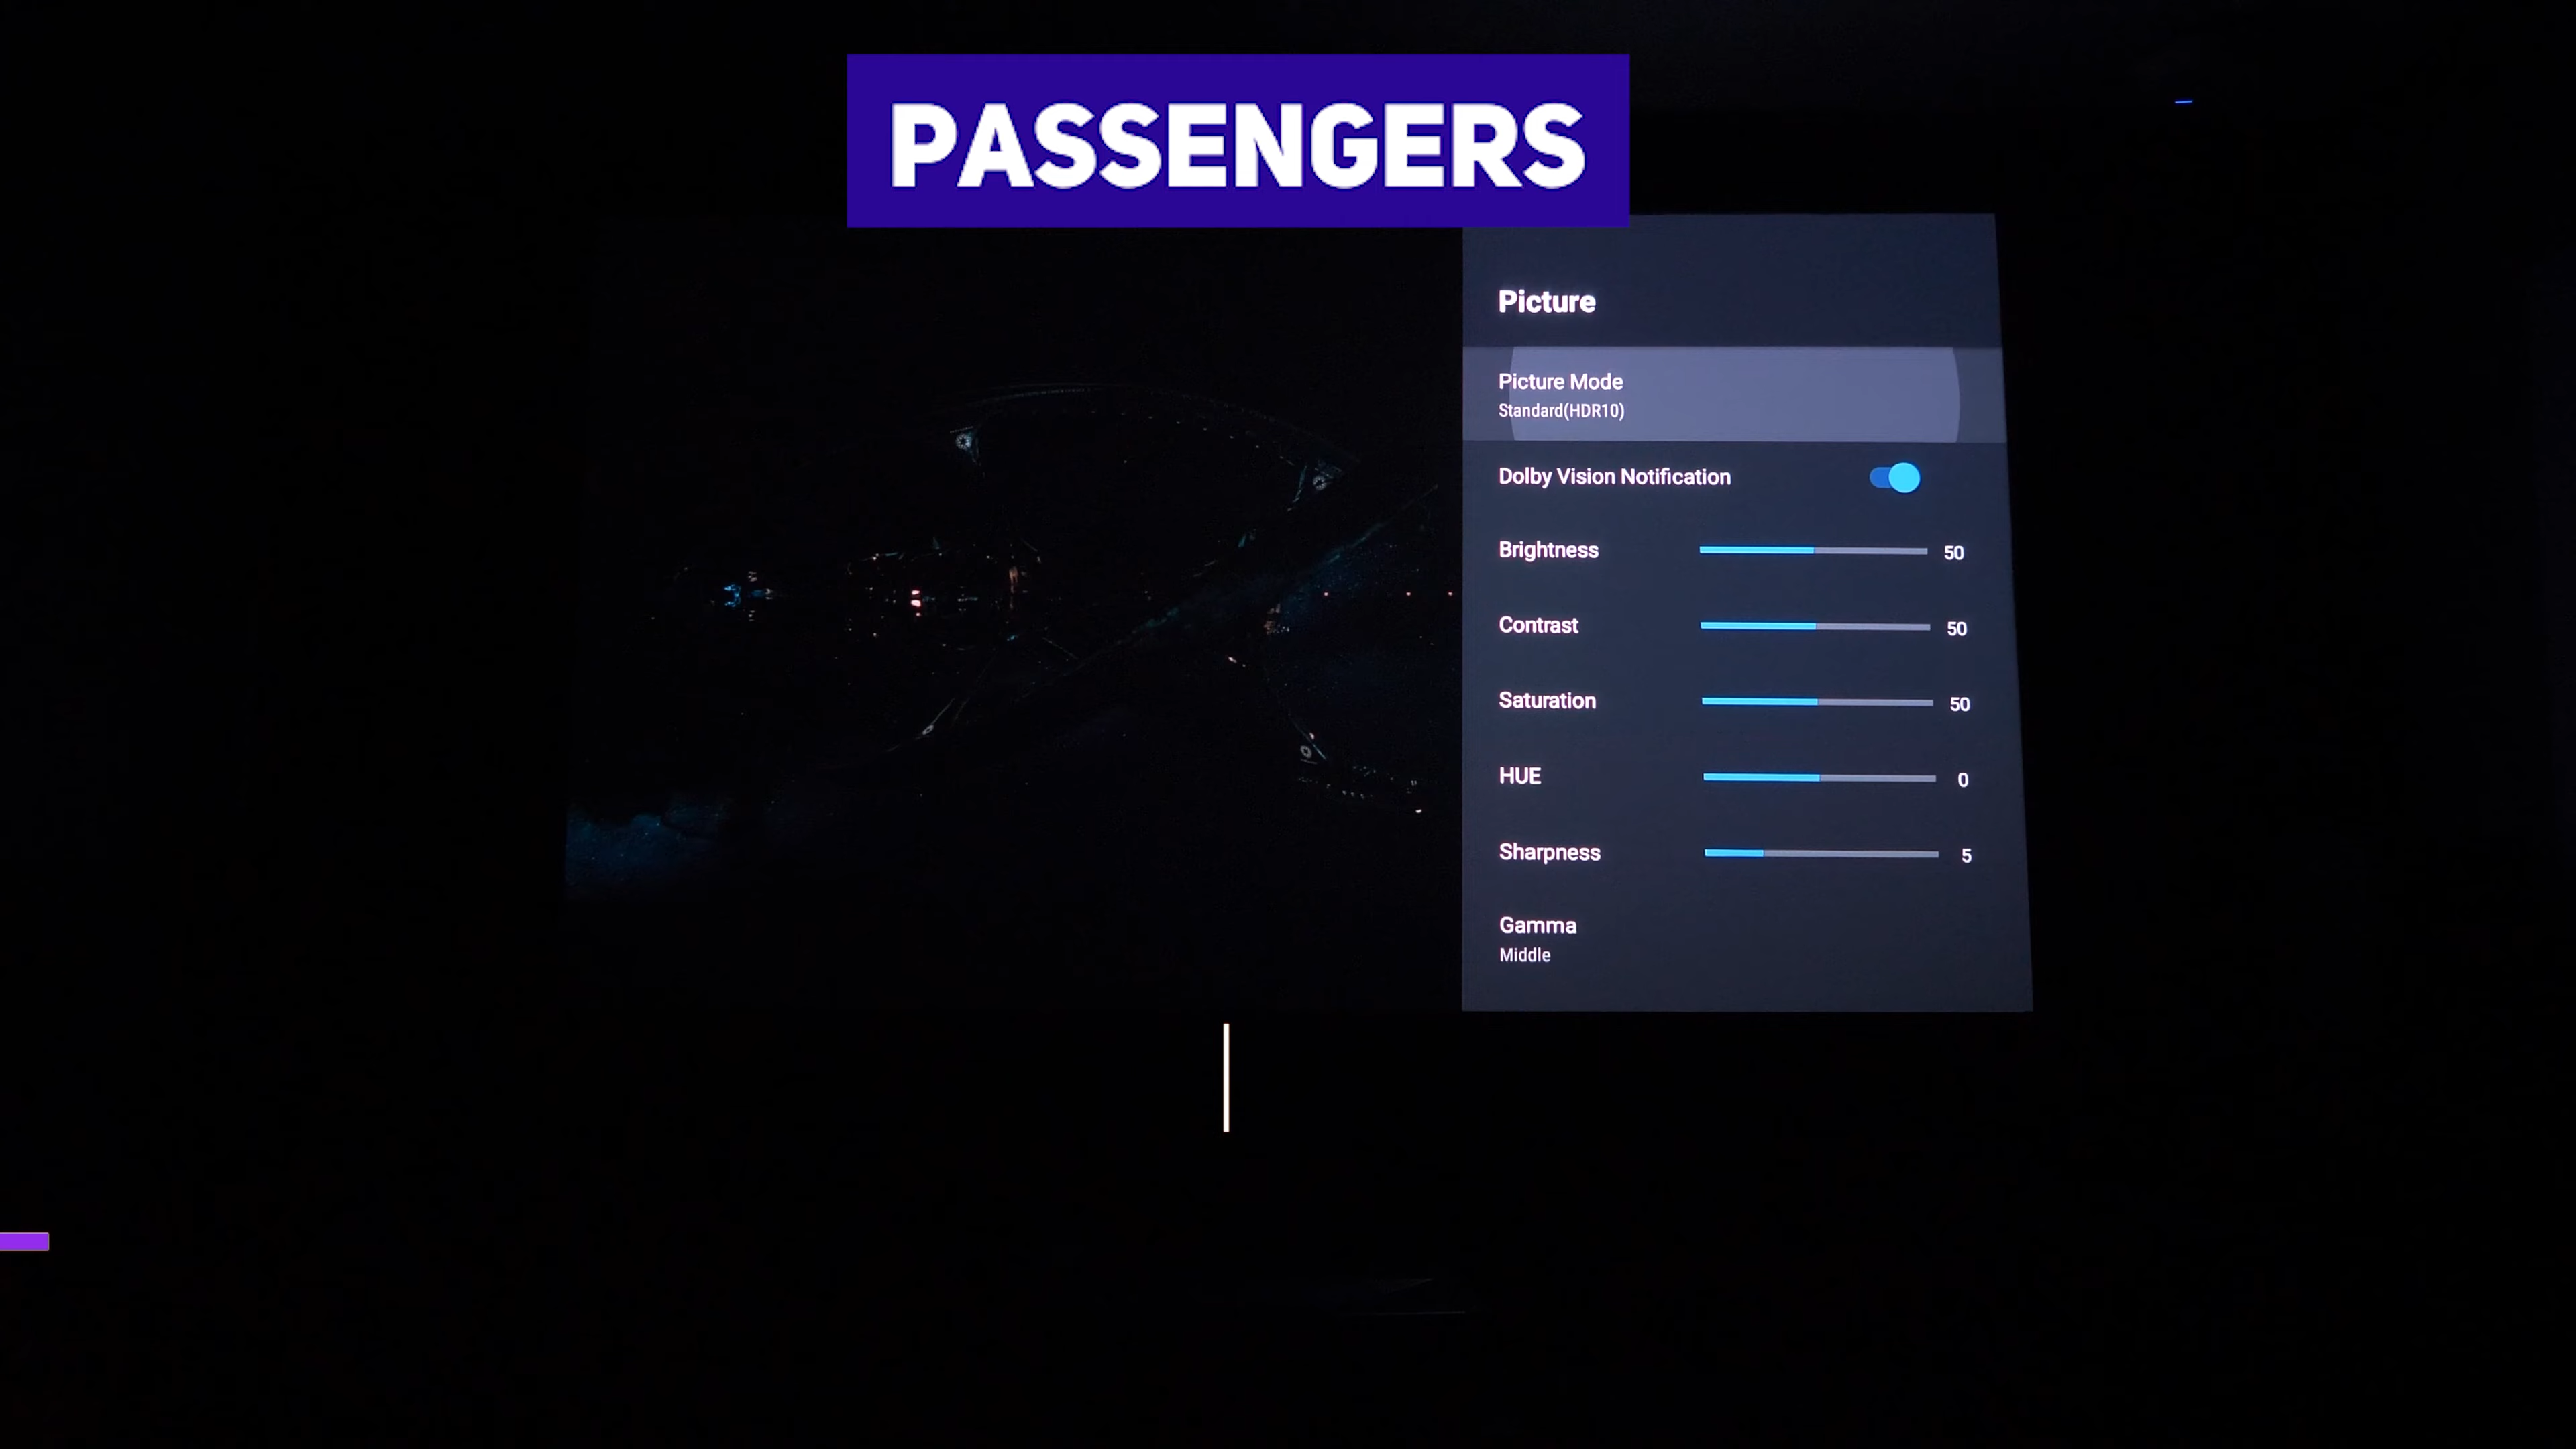 PASSENGERS
Picture
Picture Mode
Standard(HDR10)
Dolby Vision Notification
Brightness 50
Contrast 50
Saturation 50
HUE 0
Sharpness 5
Gamma
Middle